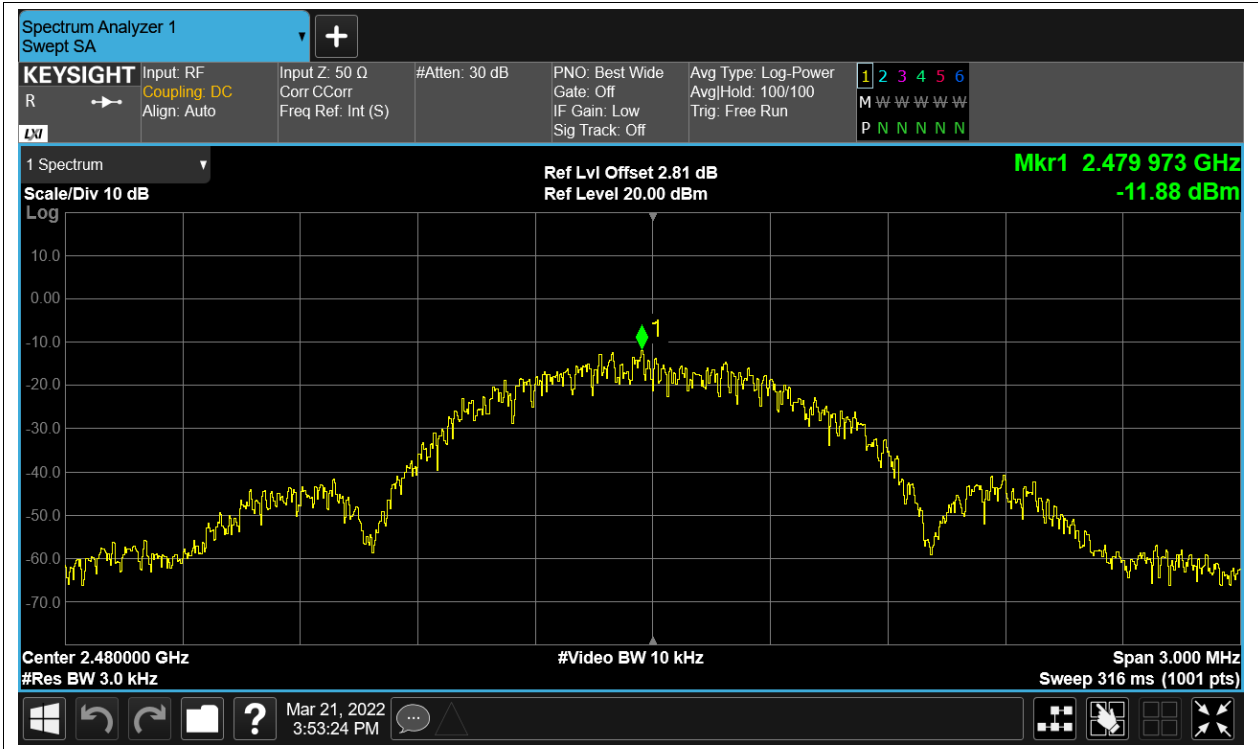 Spectrum Analyzer 1
Swept SA
KEYSIGHT
R
LXI
Input: RF
Coupling: DC
Align: Auto
Input Z: 50 Ω
Corr CCorr
Freq Ref: Int (S)
#Atten: 30 dB
PNO: Best Wide
Gate: Off
IF Gain: Low
Sig Track: Off
Avg Type: Log-Power
Avg|Hold: 100/100
Trig: Free Run
1 2 3 4 5 6
M W W W W W W
P N N N N N N
1 Spectrum
Scale/Div 10 dB
Ref Lvl Offset 2.81 dB
Ref Level 20.00 dBm
Mkr1 2.479 973 GHz
-11.88 dBm
Log
10.0
0.00
-10.0
-20.0
-30.0
-40.0
-50.0
-60.0
-70.0
1
Center 2.480000 GHz
#Res BW 3.0 kHz
#Video BW 10 kHz
Span 3.000 MHz
Sweep 316 ms (1001 pts)
Mar 21, 2022
3:53:24 PM